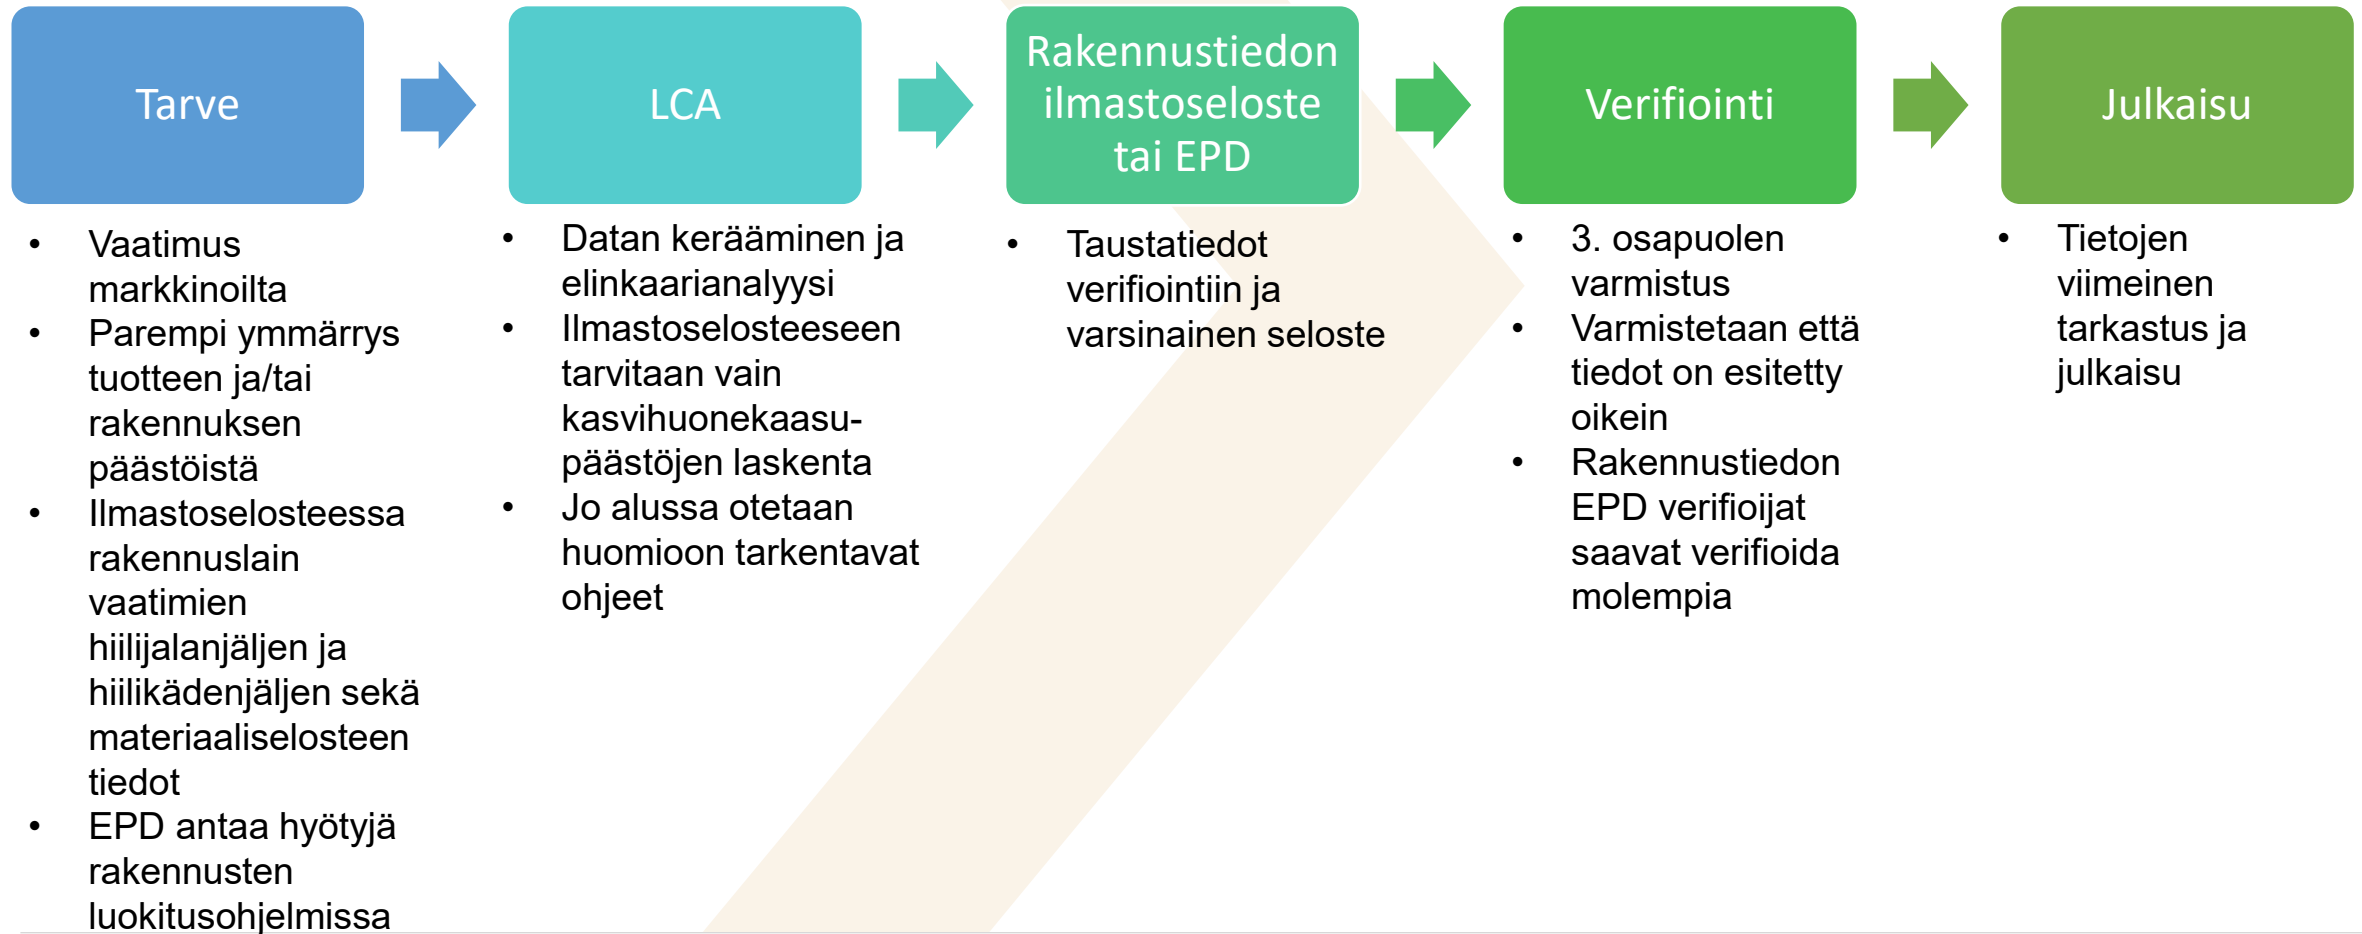 Tarve
LCA
Rakennustiedon
ilmastoseloste
tai EPD
Verifiointi
Julkaisu
• Vaatimus
markkinoilta
• Parempi ymmärrys
tuotteen ja/tai
rakennuksen
päästöistä
• Ilmastoselosteessa
rakennuslain
vaatimien
hiilijalanjäljen ja
hiilikädenjäljen sekä
materiaaliselosteen
tiedot
• EPD antaa hyötyjä
rakennusten
luokitusohjelmissa
• Datan kerääminen ja
elinkaarianalyysi
• Ilmastoselosteeseen
tarvitaan vain
kasvihuonekaasu-
päästöjen laskenta
• Jo alussa otetaan
huomioon tarkentavat
ohjeet
• Taustatiedot
verifiointiin ja
varsinainen seloste
• 3. osapuolen
varmistus
• Varmistetaan että
tiedot on esitetty
oikein
• Rakennustiedon
EPD verifioijat
saavat verifioida
molempia
• Tietojen
viimeinen
tarkastus ja
julkaisu